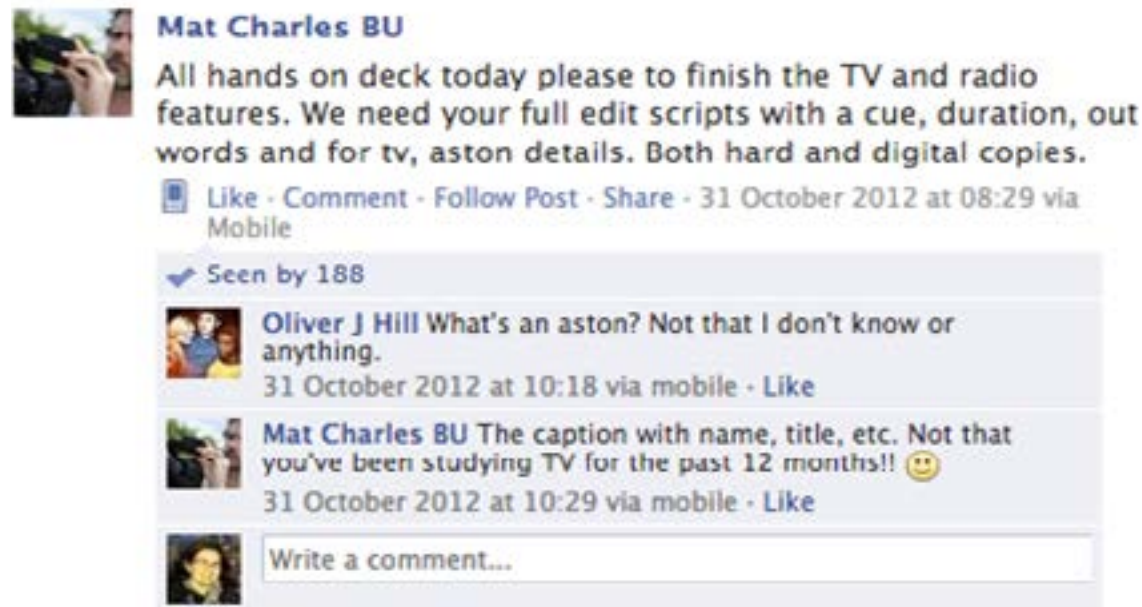 Mat Charles BU
All hands on deck today please to finish the TV and radio
features. We need your full edit scripts with a cue, duration, out
words and for tv, aston details. Both hard and digital copies.
Like · Comment · Follow Post · Share · 31 October 2012 at 08:29 via
Mobile
Seen by 188
Oliver J Hill What's an aston? Not that I don't know or
anything.
31 October 2012 at 10:18 via mobile · Like
Mat Charles BU The caption with name, title, etc. Not that
you've been studying TV for the past 12 months!!
31 October 2012 at 10:29 via mobile · Like
Write a comment...